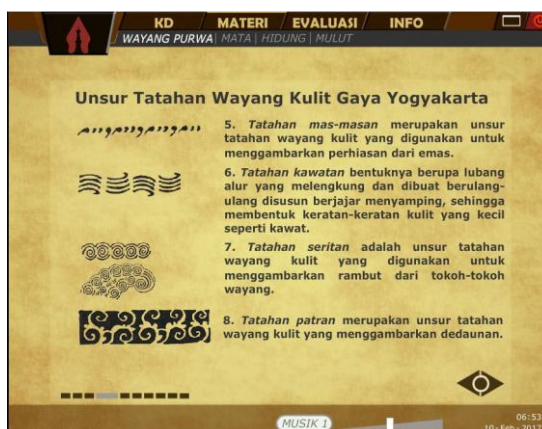 KD MATERI EVALUASI INFO
WAYANG PURWA | MATA | HIDUNG | MULUT
Unsur Tatahan Wayang Kulit Gaya Yogyakarta
5. Tatahan mas-masan merupakan unsur
tatahan wayang kulit yang digunakan untuk
menggambarkan perhiasan dari emas.
6. Tatahan kawatan bentuknya berupa lubang
alur yang melengkung dan dibuat berulang-
ulang disusun berjajar menyamping, sehingga
membentuk keratan-keratan kulit yang kecil
seperti kawat.
7. Tatahan seritan adalah unsur tatahan
wayang kulit yang digunakan untuk
menggambarkan rambut dari tokoh-tokoh
wayang.
8. Tatahan patran merupakan unsur tatahan
wayang kulit yang menggambarkan dedaunan.
MUSIK 1
06:53
10 - Feb - 2017